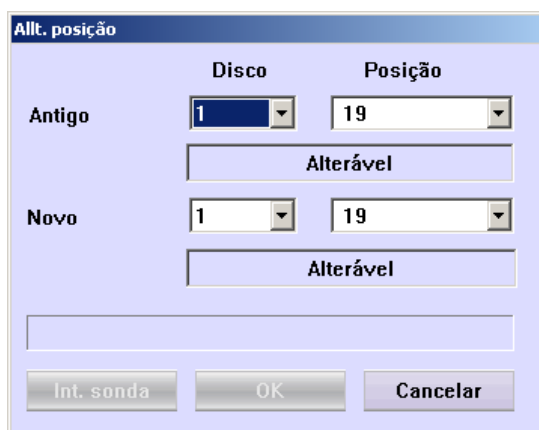 Allt. posição
Disco Posição
Antigo 1 19
Alterável
Novo 1 19
Alterável
Int. sonda OK Cancelar